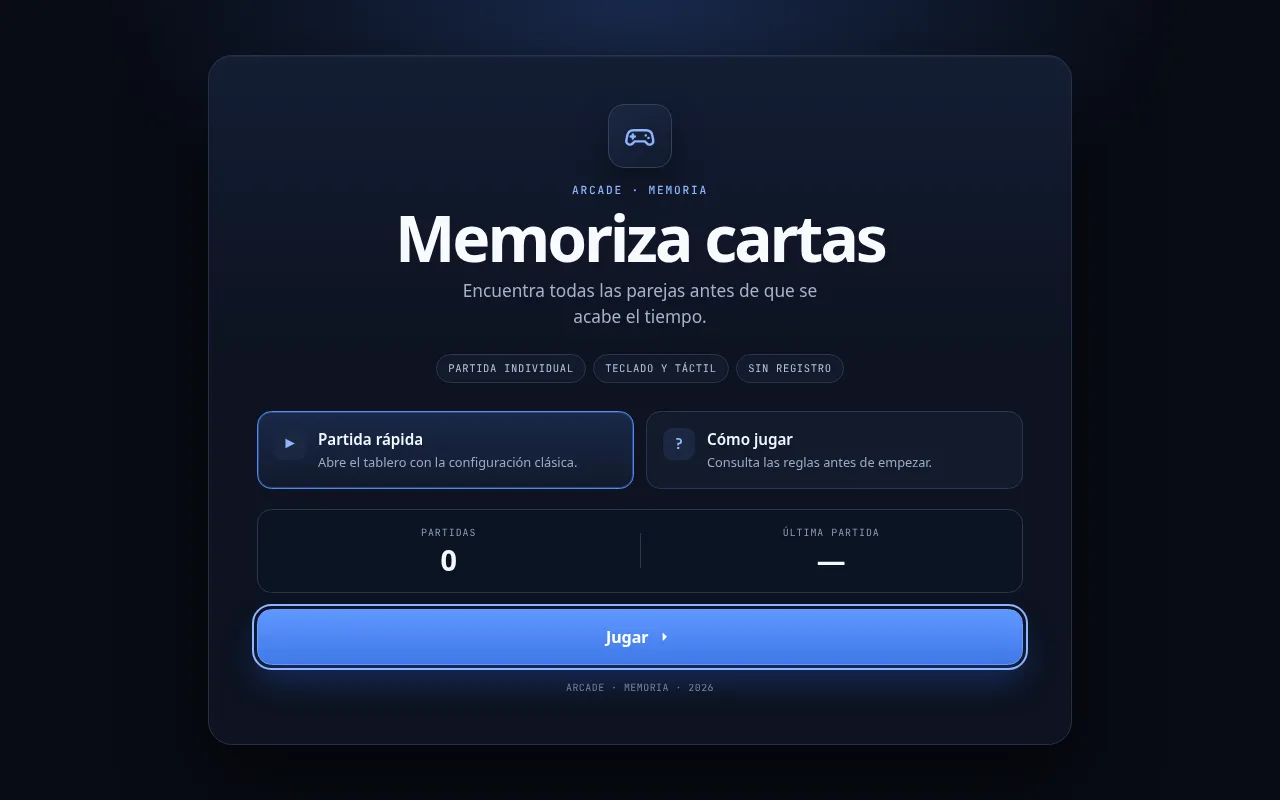 ARCADE · MEMORIA
Memoriza cartas
Encuentra todas las parejas antes de que se
acabe el tiempo.
PARTIDA INDIVIDUAL
TECLADO Y TÁCTIL
SIN REGISTRO
Partida rápida
Abre el tablero con la configuración clásica.
?
Cómo jugar
Consulta las reglas antes de empezar.
PARTIDAS
0
ÚLTIMA PARTIDA
—
Jugar
ARCADE · MEMORIA · 2026